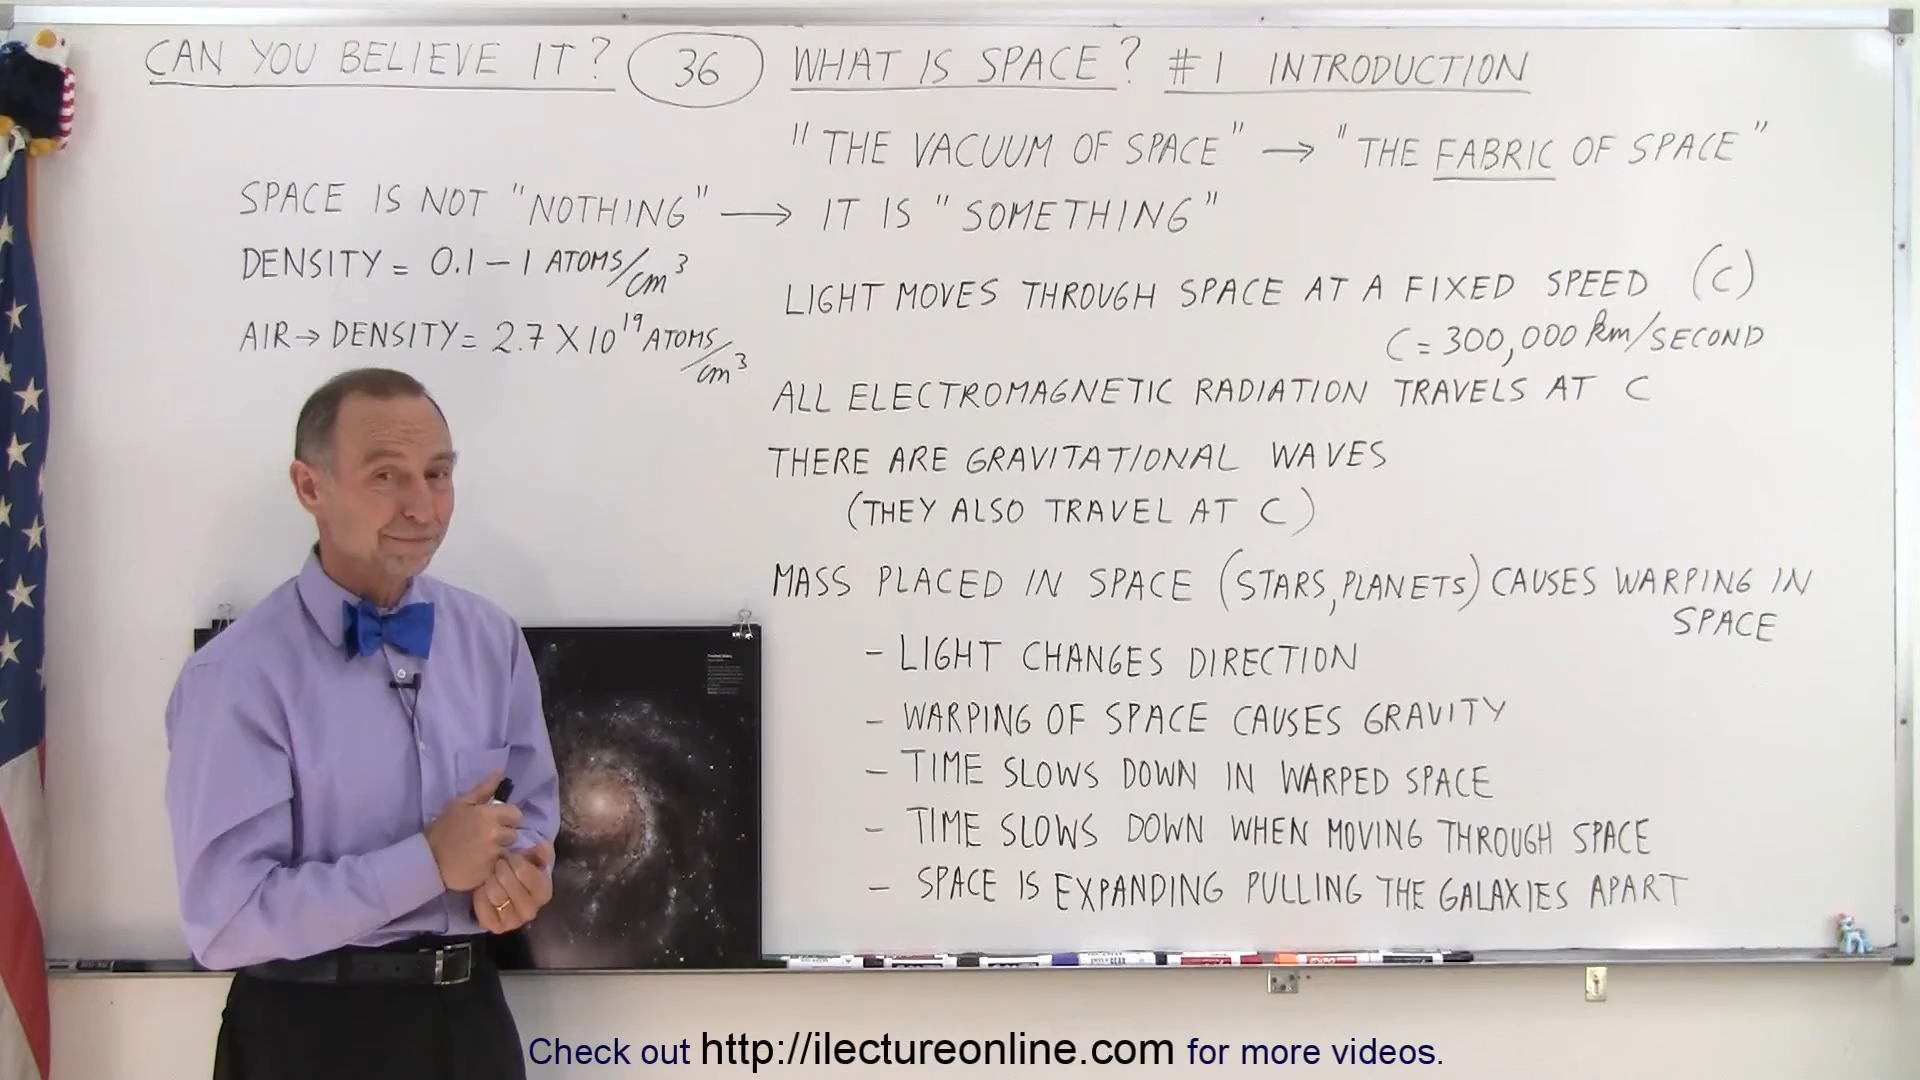 CAN YOU BELIEVE IT? 36 WHAT IS SPACE? #1 INTRODUCTION
"THE VACUUM OF SPACE" → "THE FABRIC OF SPACE"
SPACE IS NOT "NOTHING" → IT IS "SOMETHING"
DENSITY = 0.1 – 1 ATOMS/cm³
AIR → DENSITY = 2.7 X 10¹⁹ ATOMS/cm³
LIGHT MOVES THROUGH SPACE AT A FIXED SPEED (C)
C = 300,000 km/SECOND
ALL ELECTROMAGNETIC RADIATION TRAVELS AT C
THERE ARE GRAVITATIONAL WAVES
(THEY ALSO TRAVEL AT C)
MASS PLACED IN SPACE (STARS, PLANETS) CAUSES WARPING IN
SPACE
- LIGHT CHANGES DIRECTION
- WARPING OF SPACE CAUSES GRAVITY
- TIME SLOWS DOWN IN WARPED SPACE
- TIME SLOWS DOWN WHEN MOVING THROUGH SPACE
- SPACE IS EXPANDING PULLING THE GALAXIES APART
Check out http://ilectureonline.com for more videos.